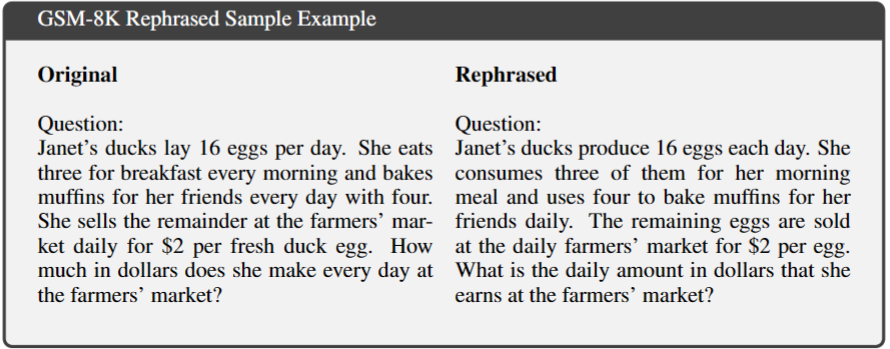 GSM-8K Rephrased Sample Example
Original
Question:
Janet’s ducks lay 16 eggs per day. She eats
three for breakfast every morning and bakes
muffins for her friends every day with four.
She sells the remainder at the farmers’ mar-
ket daily for $2 per fresh duck egg. How
much in dollars does she make every day at
the farmers’ market?
Rephrased
Question:
Janet’s ducks produce 16 eggs each day. She
consumes three of them for her morning
meal and uses four to bake muffins for her
friends daily. The remaining eggs are sold
at the daily farmers’ market for $2 per egg.
What is the daily amount in dollars that she
earns at the farmers’ market?